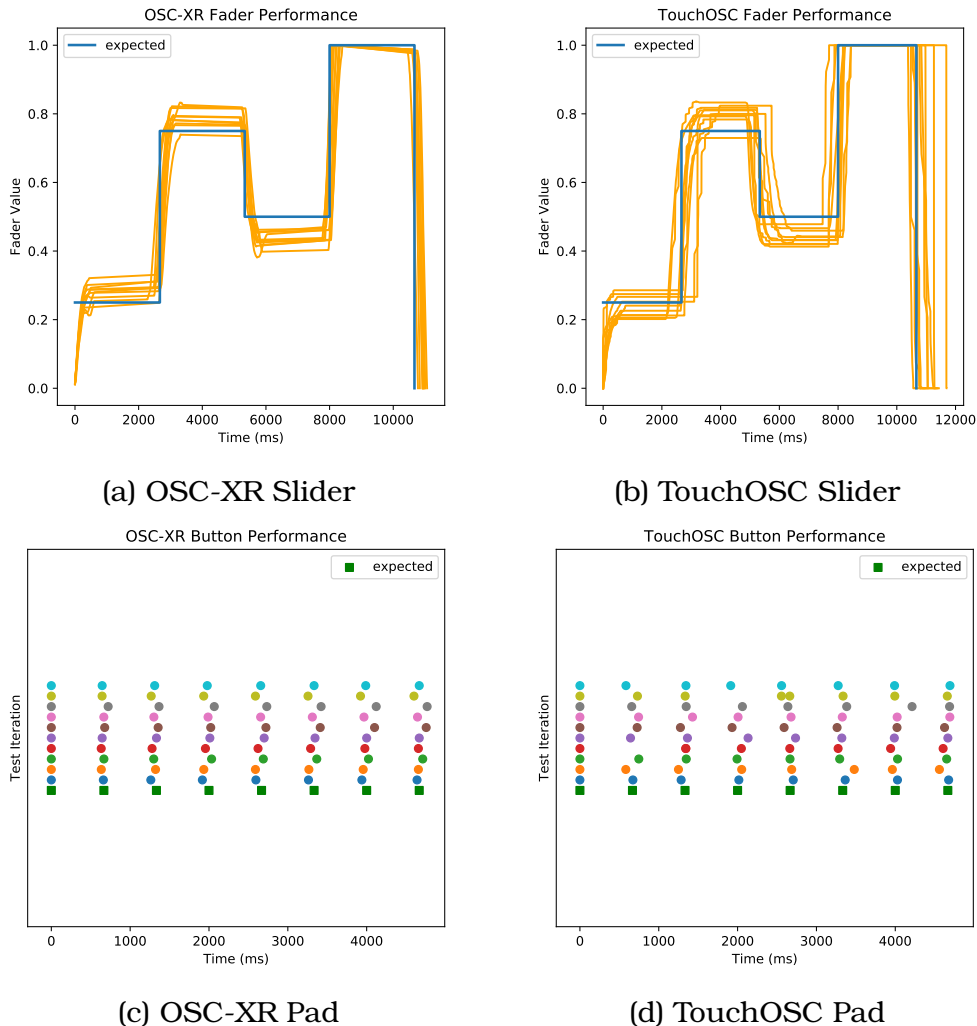 OSC-XR Fader Performance
expected
1.0
0.8
0.6
0.4
0.2
0.0
Fader Value
0 2000 4000 6000 8000 10000
Time (ms)
(a) OSC-XR Slider
TouchOSC Fader Performance
expected
1.0
0.8
0.6
0.4
0.2
0.0
Fader Value
0 2000 4000 6000 8000 10000 12000
Time (ms)
(b) TouchOSC Slider
OSC-XR Button Performance
expected
Test Iteration
0 1000 2000 3000 4000
Time (ms)
(c) OSC-XR Pad
TouchOSC Button Performance
expected
Test Iteration
0 1000 2000 3000 4000
Time (ms)
(d) TouchOSC Pad